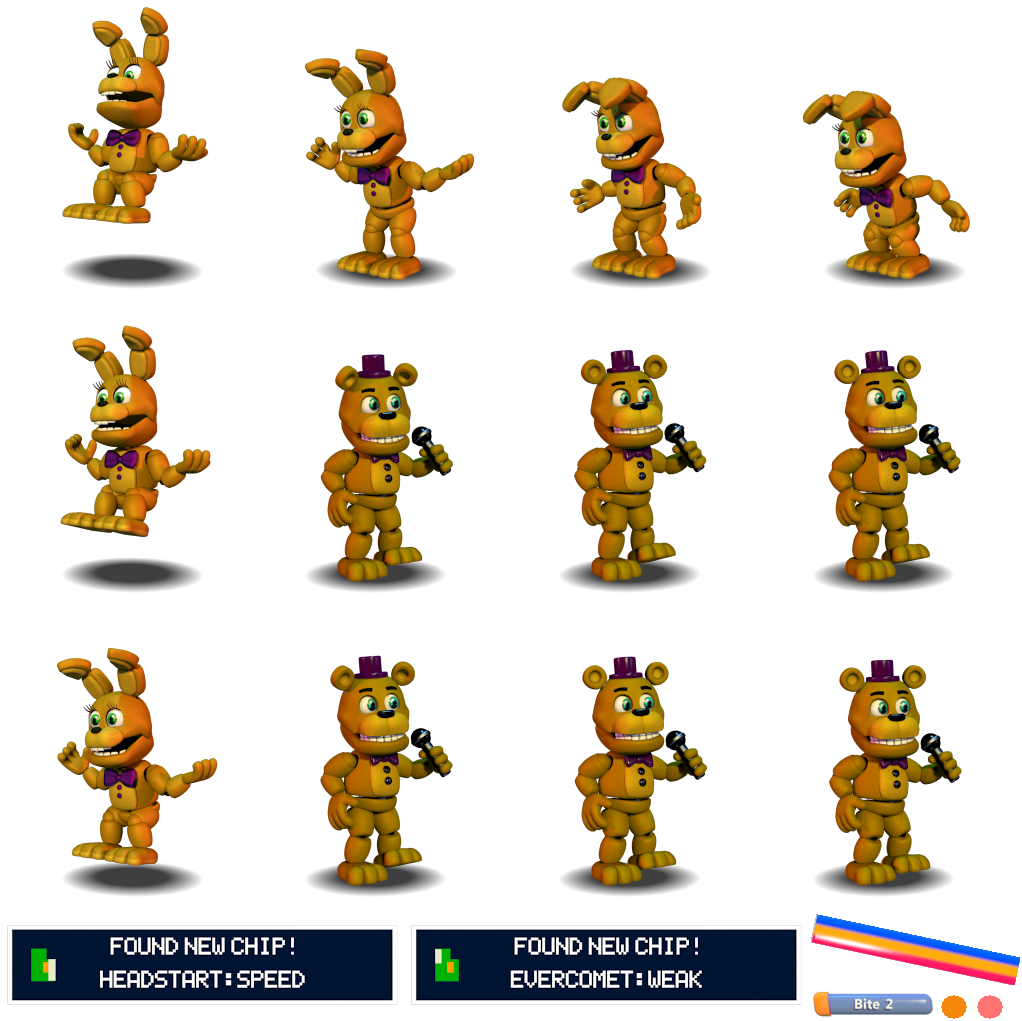 FOUND NEW CHIP!
HEADSTART:SPEED
FOUND NEW CHIP!
EVERCOMET:WEAK
Bite 2